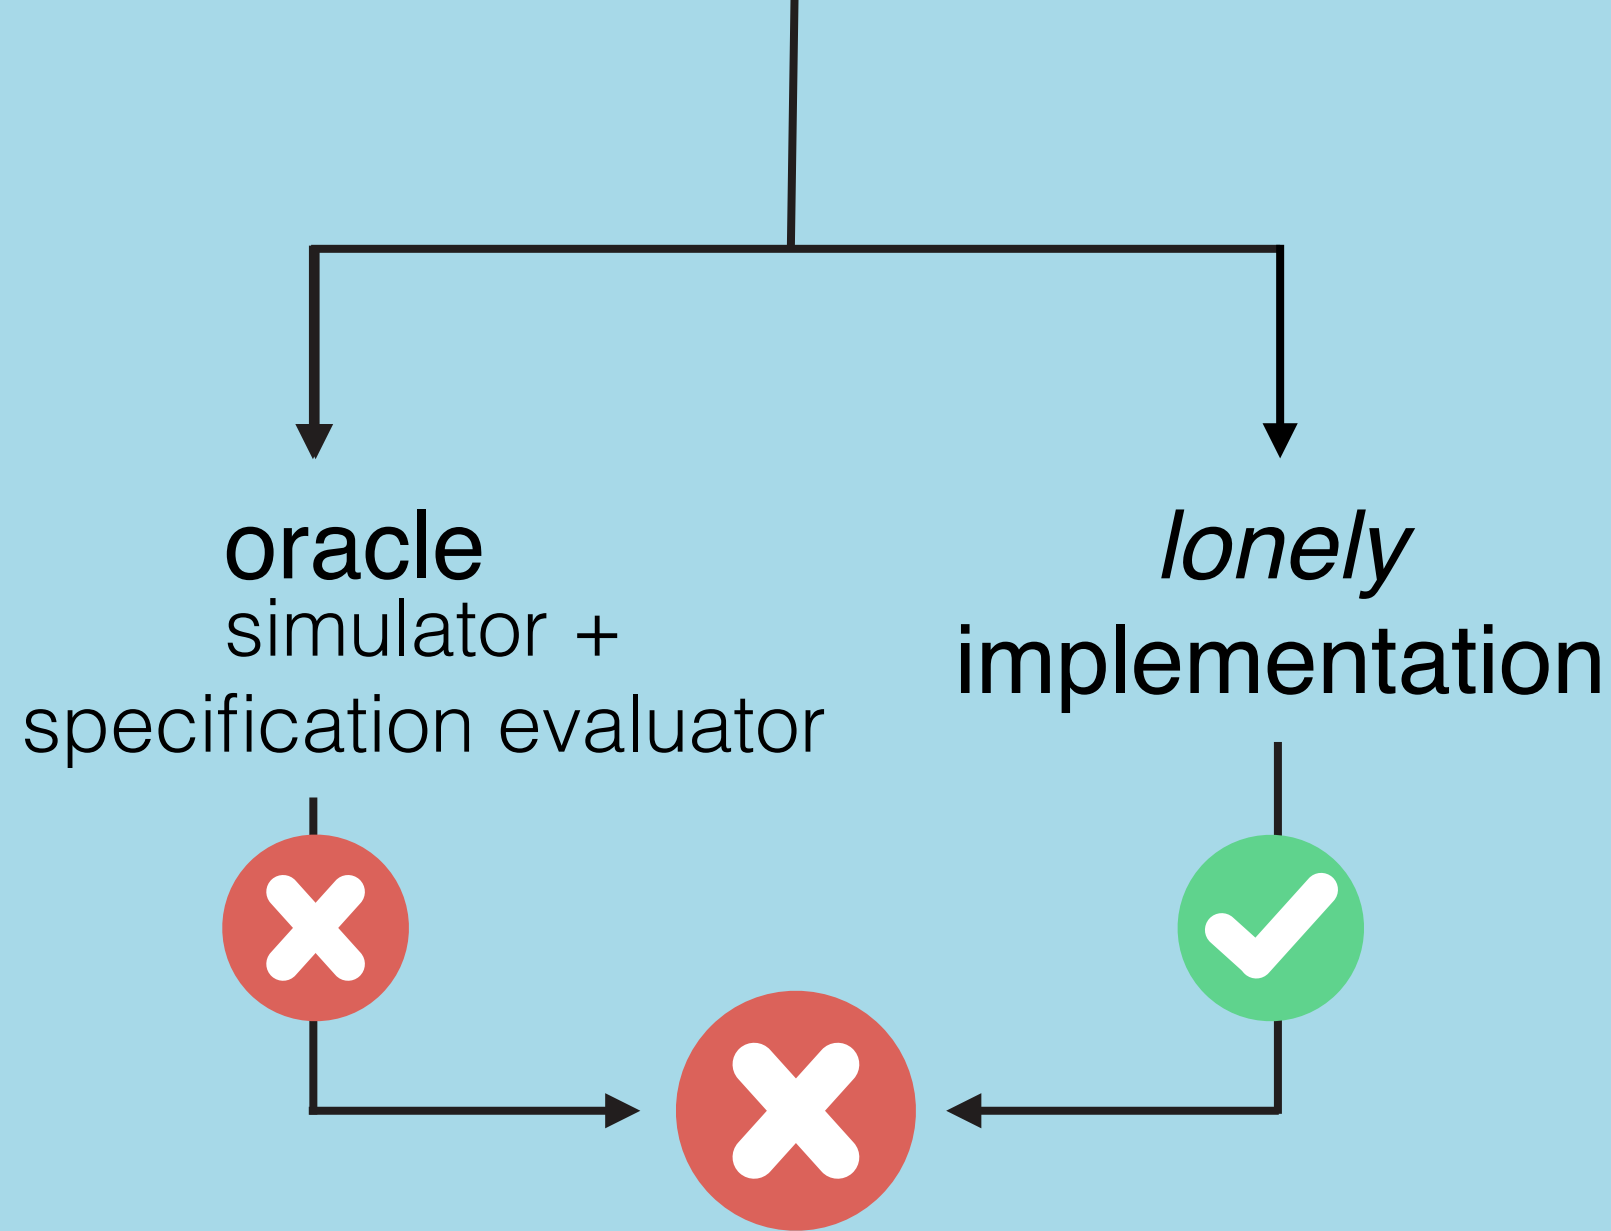 oracle
simulator +
specification evaluator
lonely
implementation